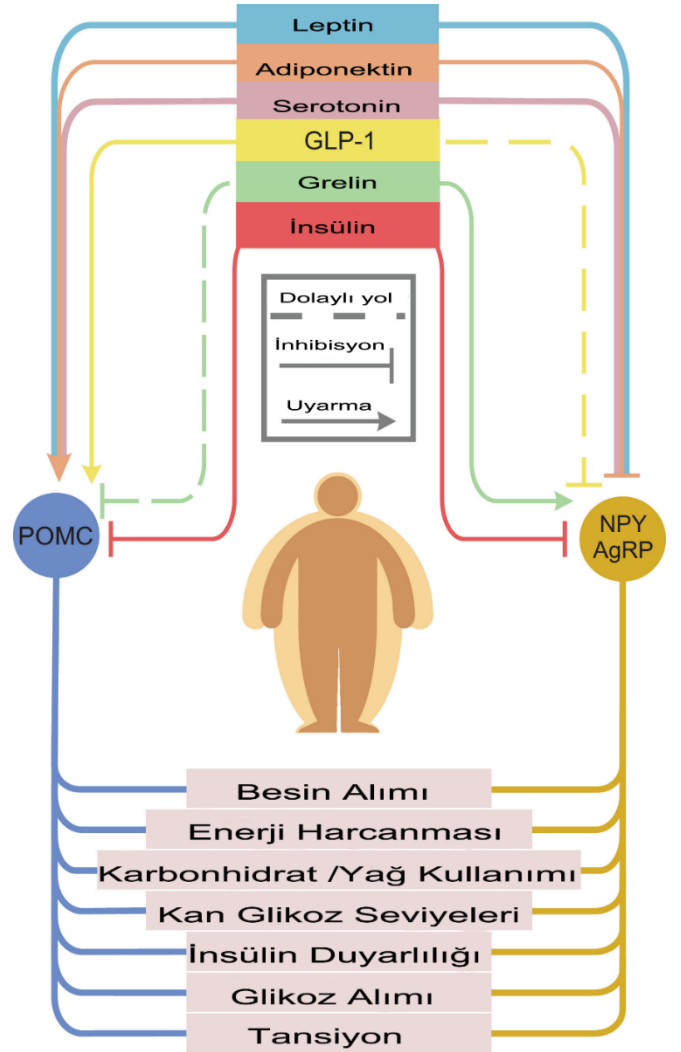 Leptin
Adiponektin
Serotonin
GLP-1
Grelin
İnsülin
Dolaylı yol
İnhibisyon
Uyarma
POMC
NPY
AgRP
Besin Alımı
Enerji Harcanması
Karbonhidrat /Yağ Kullanımı
Kan Glikoz Seviyeleri
İnsülin Duyarlılığı
Glikoz Alımı
Tansiyon